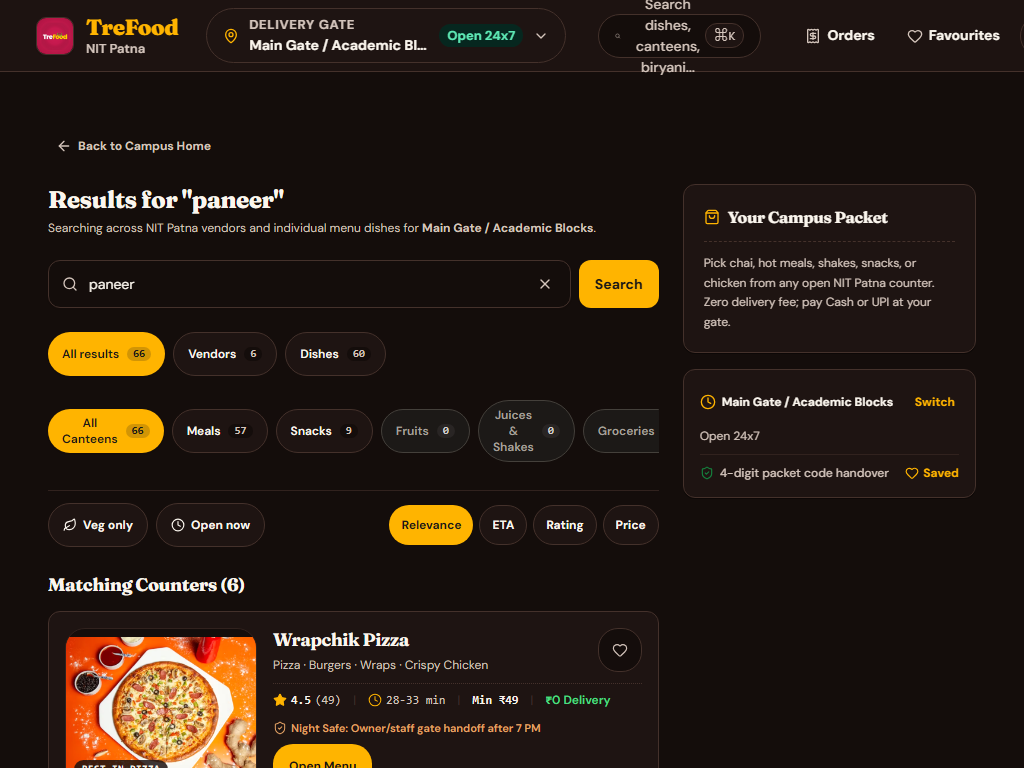 TreFood
TreFood
NIT Patna
DELIVERY GATE
Main Gate / Academic Bl...
Open 24x7
Search
dishes,
canteens,
biryani...
⌘K
Orders
Favourites
Back to Campus Home
Results for "paneer"
Searching across NIT Patna vendors and individual menu dishes for Main Gate / Academic Blocks.
paneer
Search
All results 66
Vendors 6
Dishes 60
All
Canteens 66
Meals 57
Snacks 9
Fruits 0
Juices
&
Shakes 0
Groceries
Veg only
Open now
Relevance
ETA
Rating
Price
Matching Counters (6)
Wrapchik Pizza
Pizza · Burgers · Wraps · Crispy Chicken
4.5 (49)
28-33 min
Min ₹49
₹0 Delivery
Night Safe: Owner/staff gate handoff after 7 PM
Open Menu
BEST IN PIZZA
Your Campus Packet
Pick chai, hot meals, shakes, snacks, or
chicken from any open NIT Patna counter.
Zero delivery fee; pay Cash or UPI at your
gate.
Main Gate / Academic Blocks
Switch
Open 24x7
4-digit packet code handover
Saved